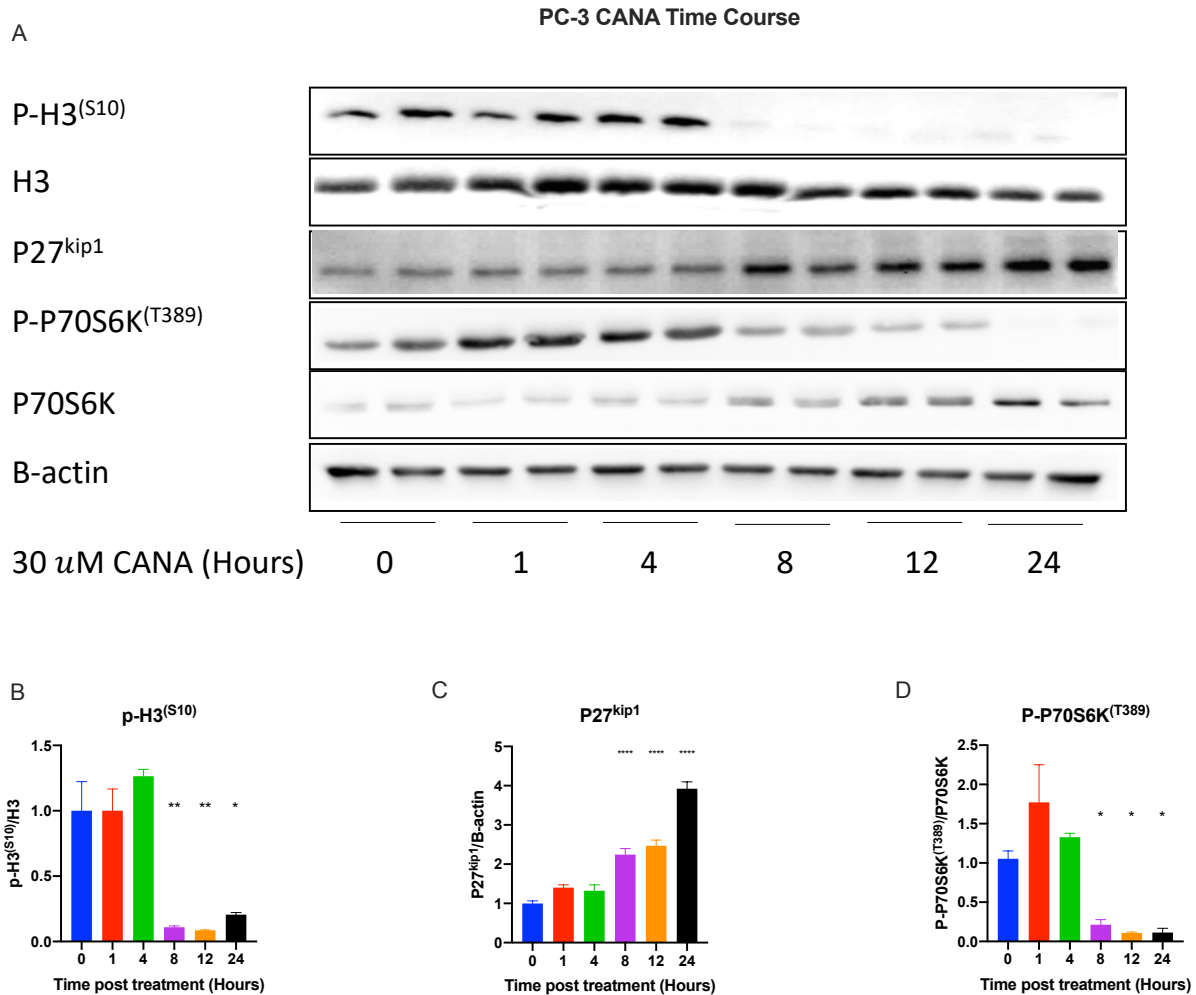 PC-3 CANA Time Course
A
P-H3(S10)
H3
P27kip1
P-P70S6K(T389)
P70S6K
B-actin
30 uM CANA (Hours) 0 1 4 8 12 24
B
p-H3(S10)
p-H3(S10)/H3
1.5
1.0
0.5
0.0
** ** *
0 1 4 8 12 24
Time post treatment (Hours)
C
P27kip1
P27kip1/B-actin
5
4
3
2
1
0
**** **** ****
0 1 4 8 12 24
Time post treatment (Hours)
D
P-P70S6K(T389)
P-P70S6K(T389)/P70S6K
2.5
2.0
1.5
1.0
0.5
0.0
* * *
0 1 4 8 12 24
Time post treatment (Hours)